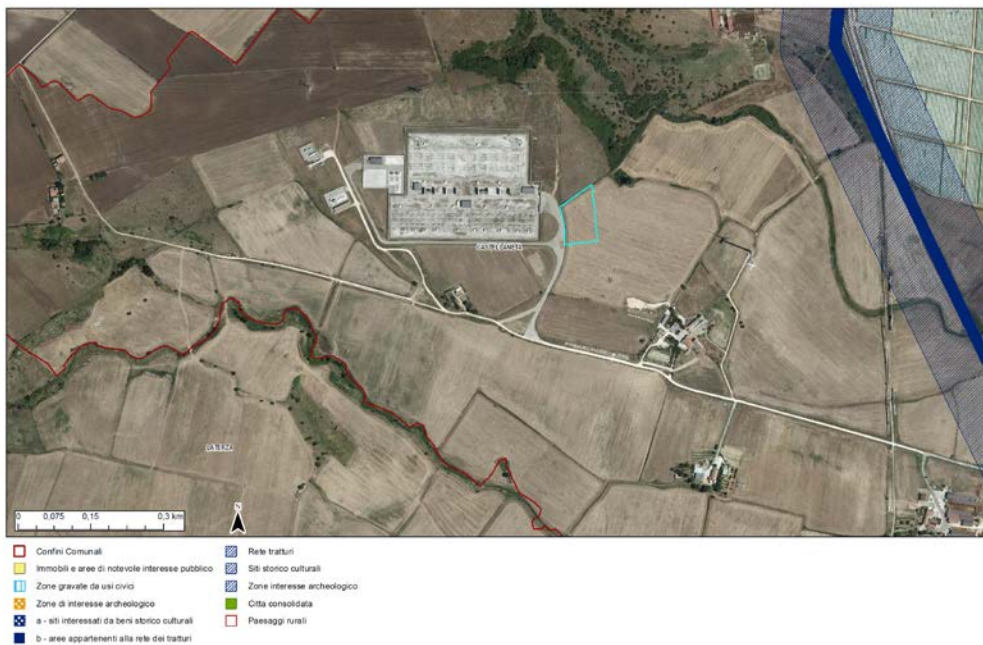 CASTELLANETA
LATERZA
N
0 0,075 0,15 0,3 km
Confini Comunali
Immobili e aree di notevole interesse pubblico
Zone gravate da usi civici
Zone di interesse archeologico
a - siti interessati da beni storico culturali
b - aree appartenenti alla rete dei tratturi
Rete tratturi
Siti storico culturali
Zone interesse archeologico
Citta consolidata
Paesaggi rurali